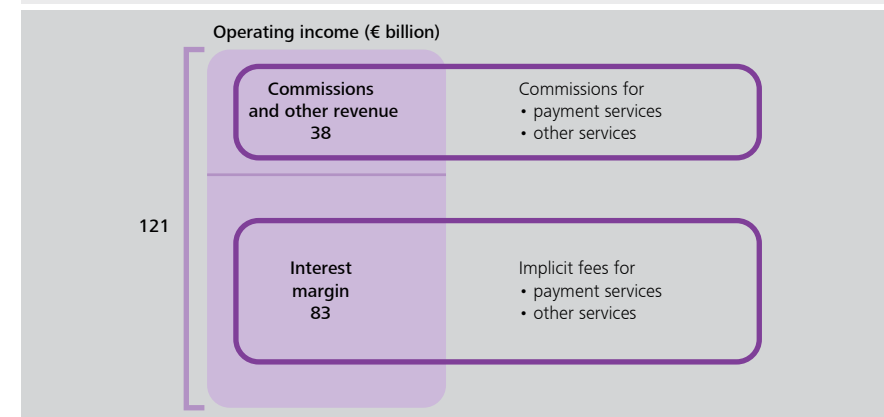 Operating income (€ billion)
Commissions
and other revenue
38
Commissions for
• payment services
• other services
121
Interest
margin
83
Implicit fees for
• payment services
• other services